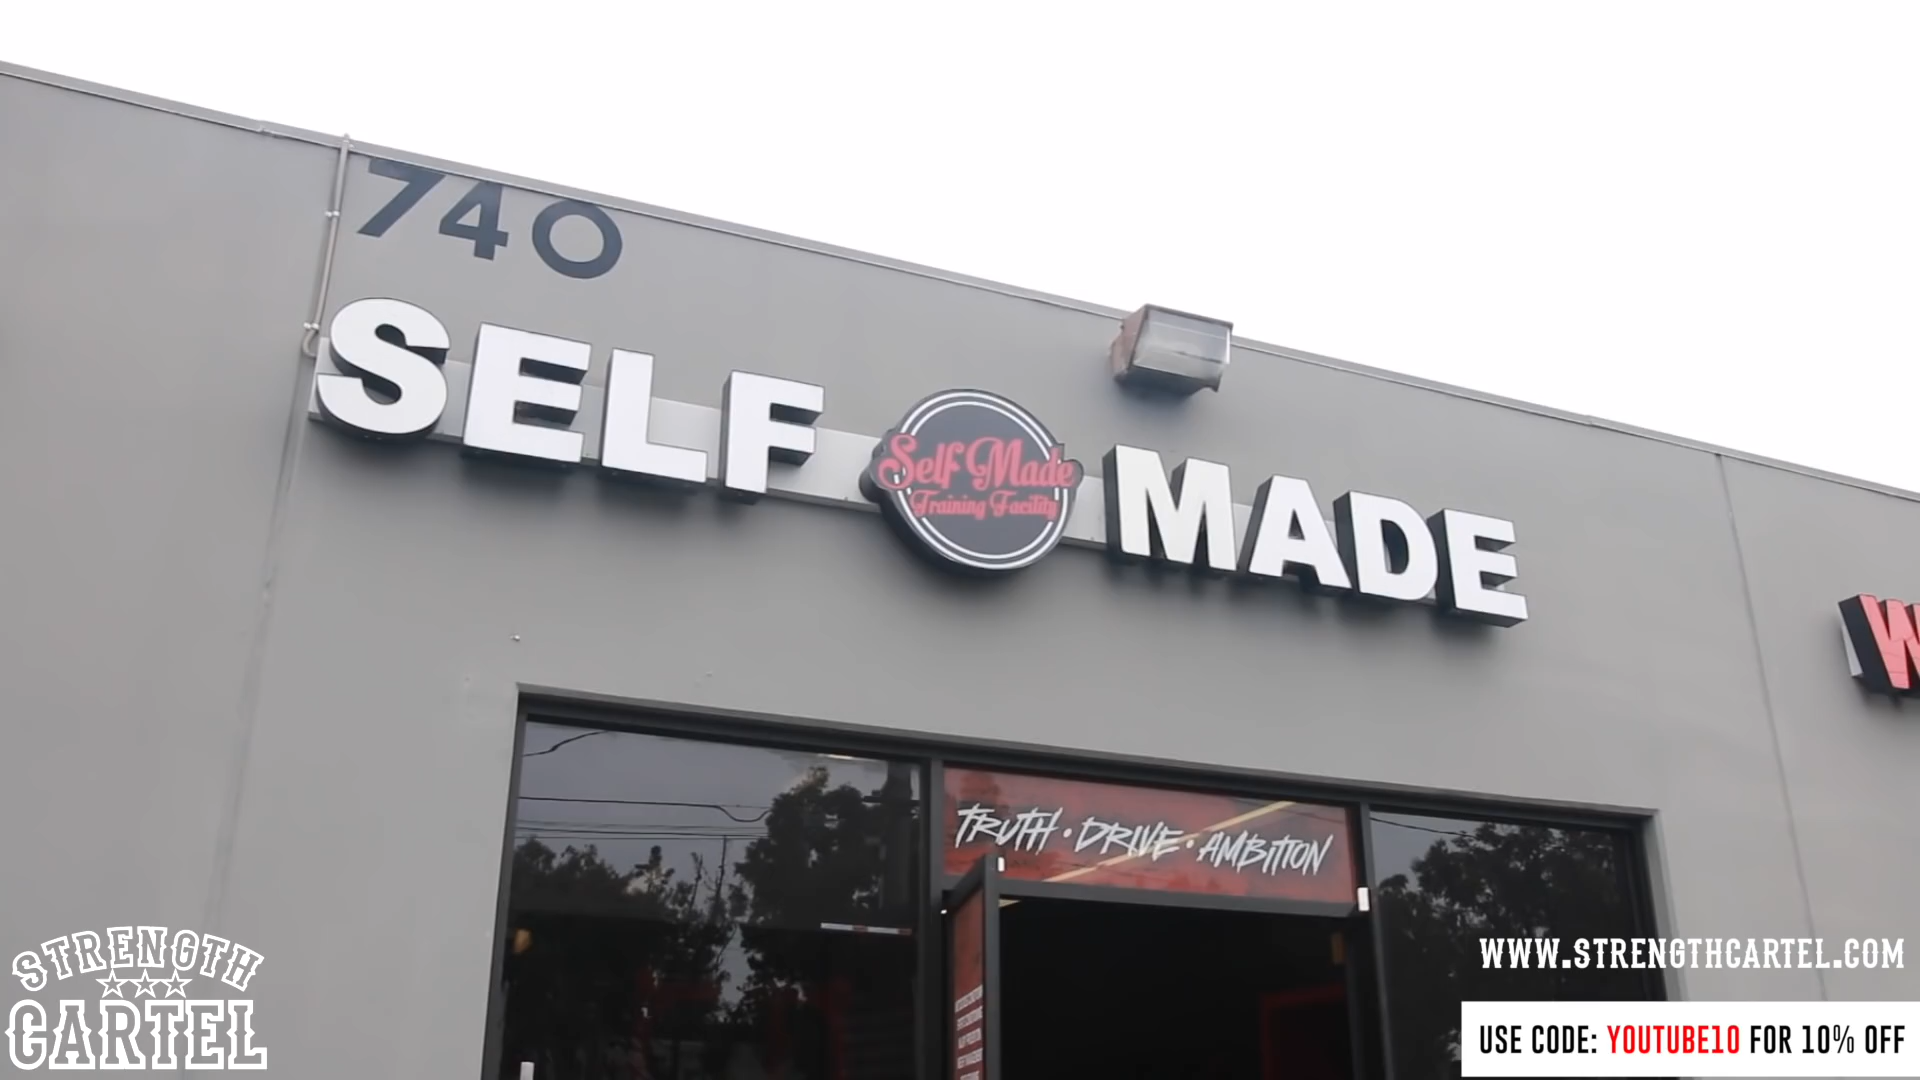 740
SELF MADE
Self Made
Training Facility
W
TRUTH · DRIVE · AMBITION
STRENGTH
CARTEL
WWW.STRENGTHCARTEL.COM
USE CODE: YOUTUBE10 FOR 10% OFF